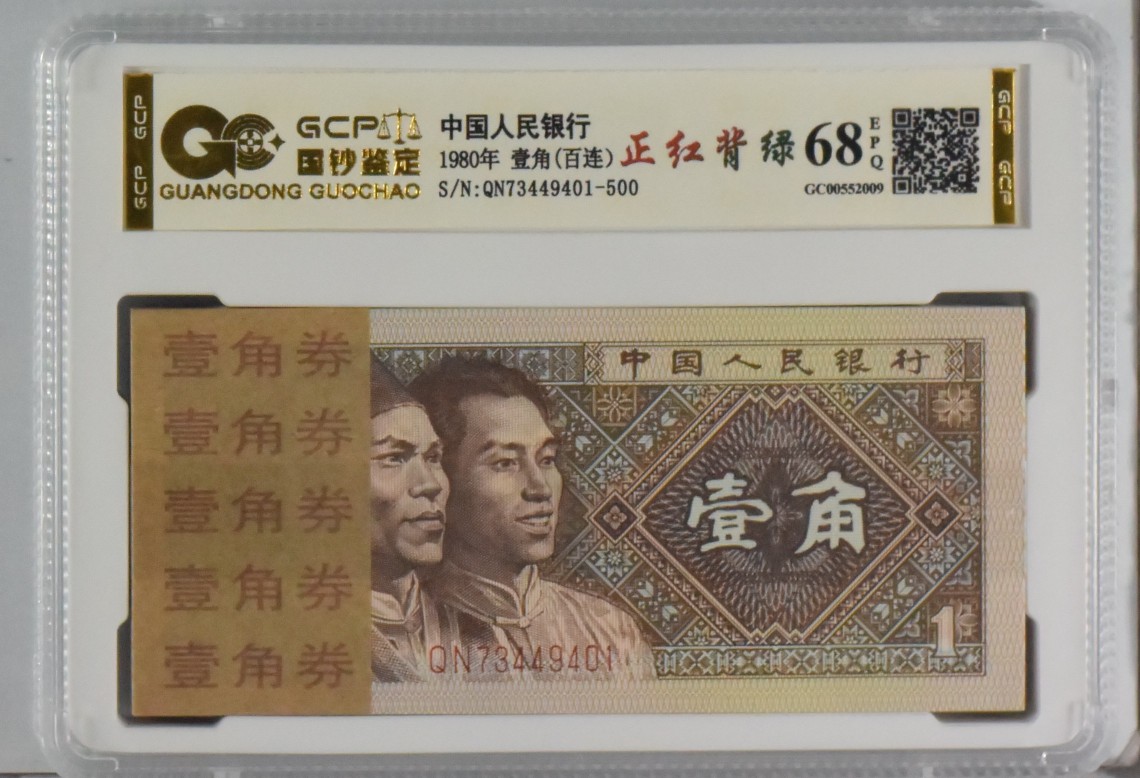 GCP GCP
GCP
国钞鉴定
GUANGDONG GUOCHAO
中国人民银行
1980年 壹角(百连)
S/N:QN73449401-500
正红背绿
68
EPQ
GC00552009
GCP GCP
壹角券
壹角券
壹角券
壹角券
壹角券
中国人民银行
壹角
1
QN73449401